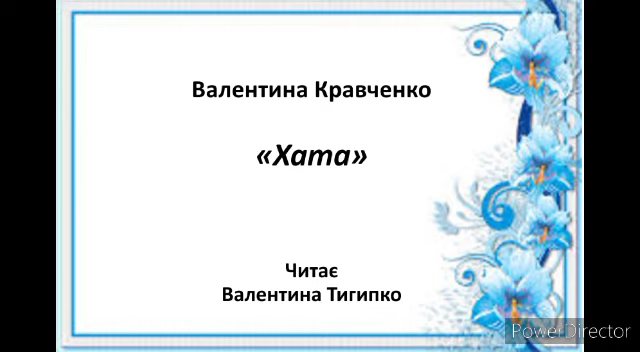 Валентина Кравченко
«Хата»
Читає
Валентина Тигипко
PowerDirector